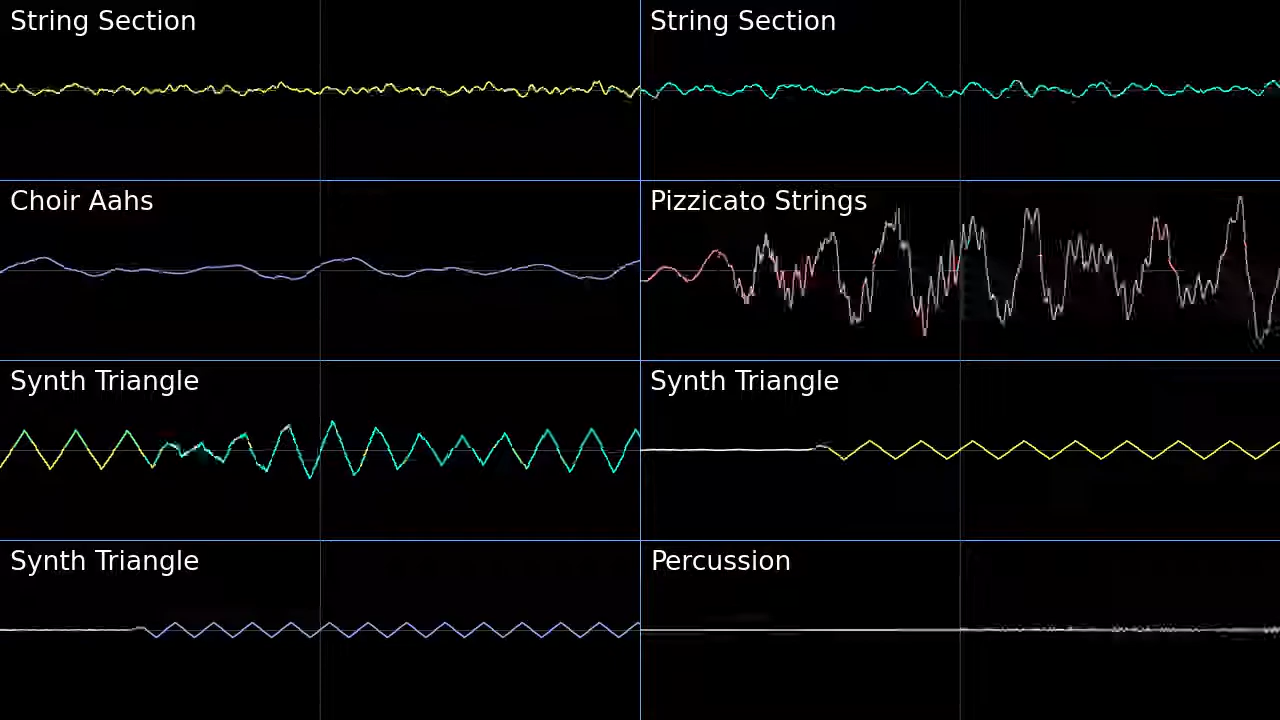 String Section
String Section
Choir Aahs
Pizzicato Strings
Synth Triangle
Synth Triangle
Synth Triangle
Percussion